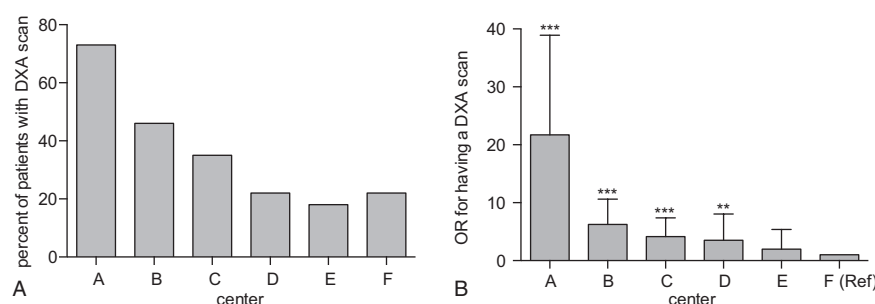 percent of patients with DXA scan
80
60
40
20
0
A B C D E F
center
A
OR for having a DXA scan
40
30
20
10
0
***
***
***
**
A B C D E F (Ref)
center
B